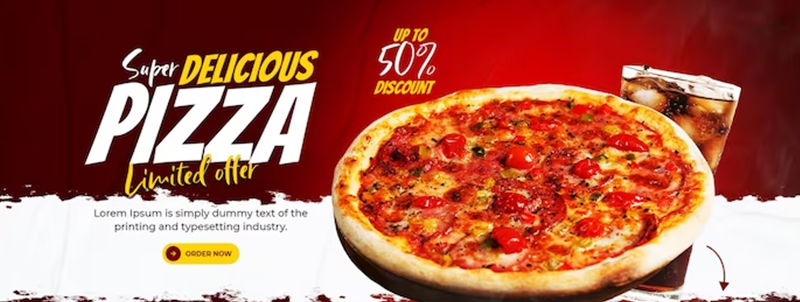 Super DELICIOUS
PIZZA
Limited offer
UP TO
50%
DISCOUNT
Lorem Ipsum is simply dummy text of the
printing and typesetting industry.
ORDER NOW